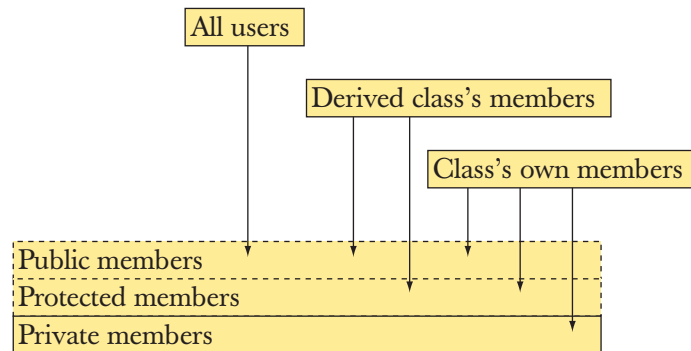 All users
Derived class’s members
Class’s own members
Public members
Protected members
Private members